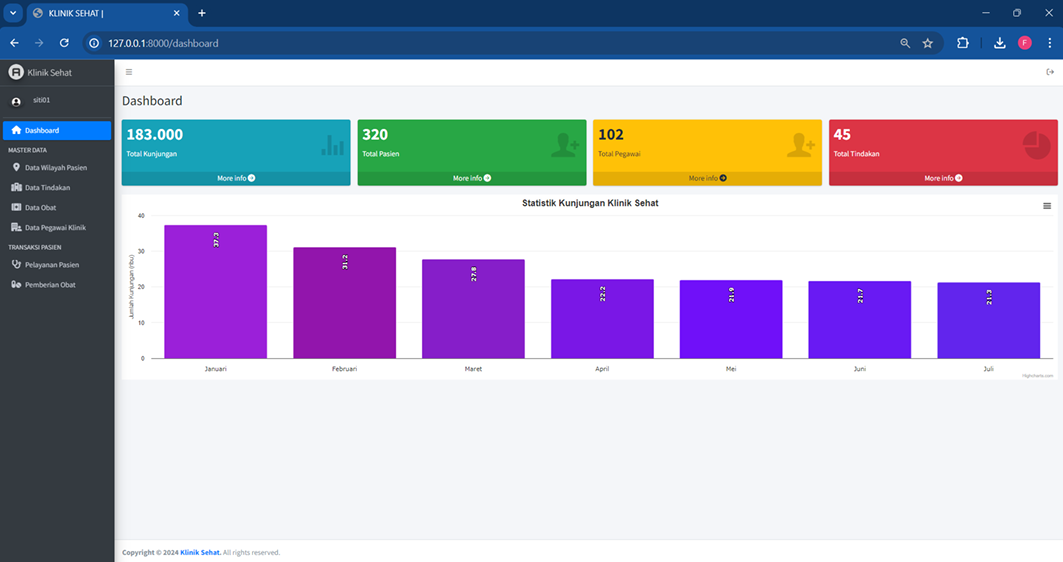 KLINIK SEHAT |
127.0.0.1:8000/dashboard
F
Klinik Sehat
siti01
Dashboard
MASTER DATA
Data Wilayah Pasien
Data Tindakan
Data Obat
Data Pegawai Klinik
TRANSAKSI PASIEN
Pelayanan Pasien
Pemberian Obat
Dashboard
183.000
Total Kunjungan
More info
320
Total Pasien
More info
102
Total Pegawai
More info
45
Total Tindakan
More info
Statistik Kunjungan Klinik Sehat
Jumlah Kunjungan (ribu)
40
30
20
10
0
37.3
31.2
27.8
22.2
21.9
21.7
21.3
Januari
Februari
Maret
April
Mei
Juni
Juli
Highcharts.com
Copyright © 2024 Klinik Sehat. All rights reserved.